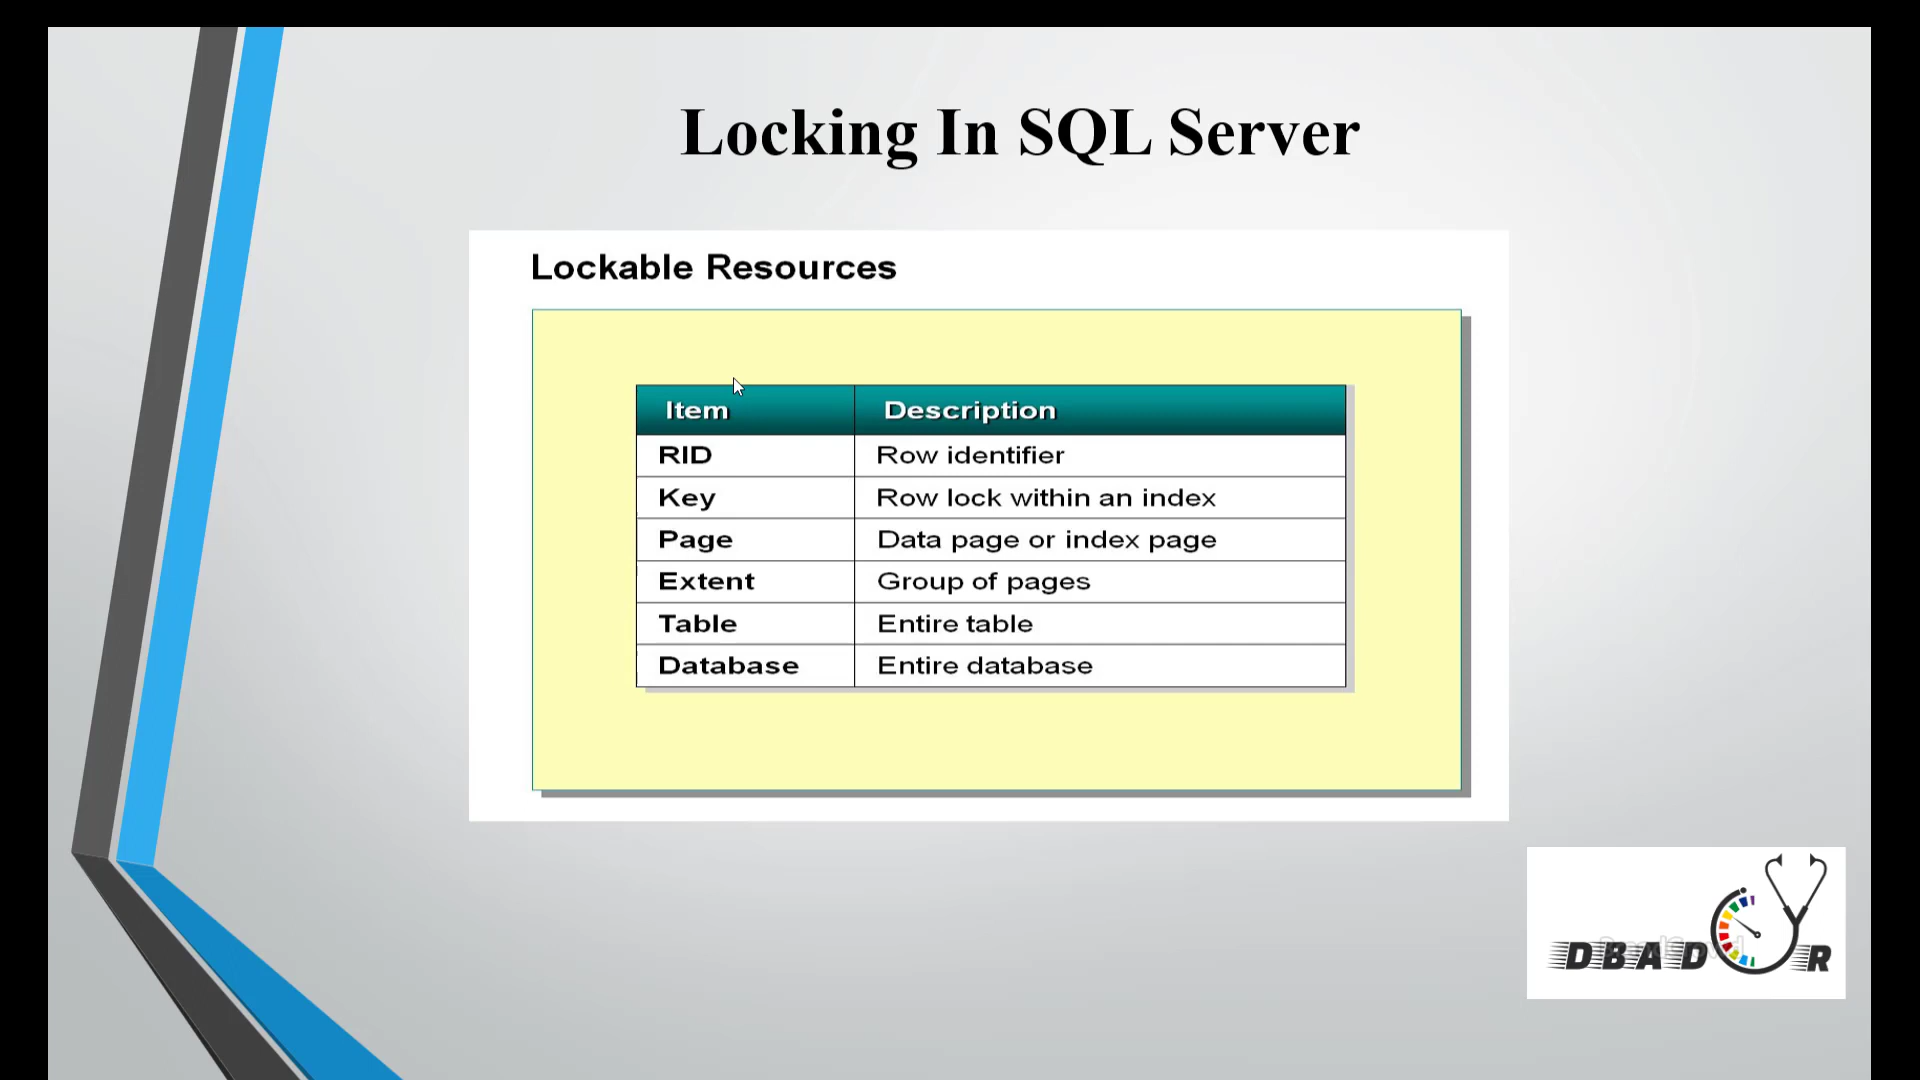 Locking In SQL Server
Lockable Resources
Item Description
RID Row identifier
Key Row lock within an index
Page Data page or index page
Extent Group of pages
Table Entire table
Database Entire database
DBAD R